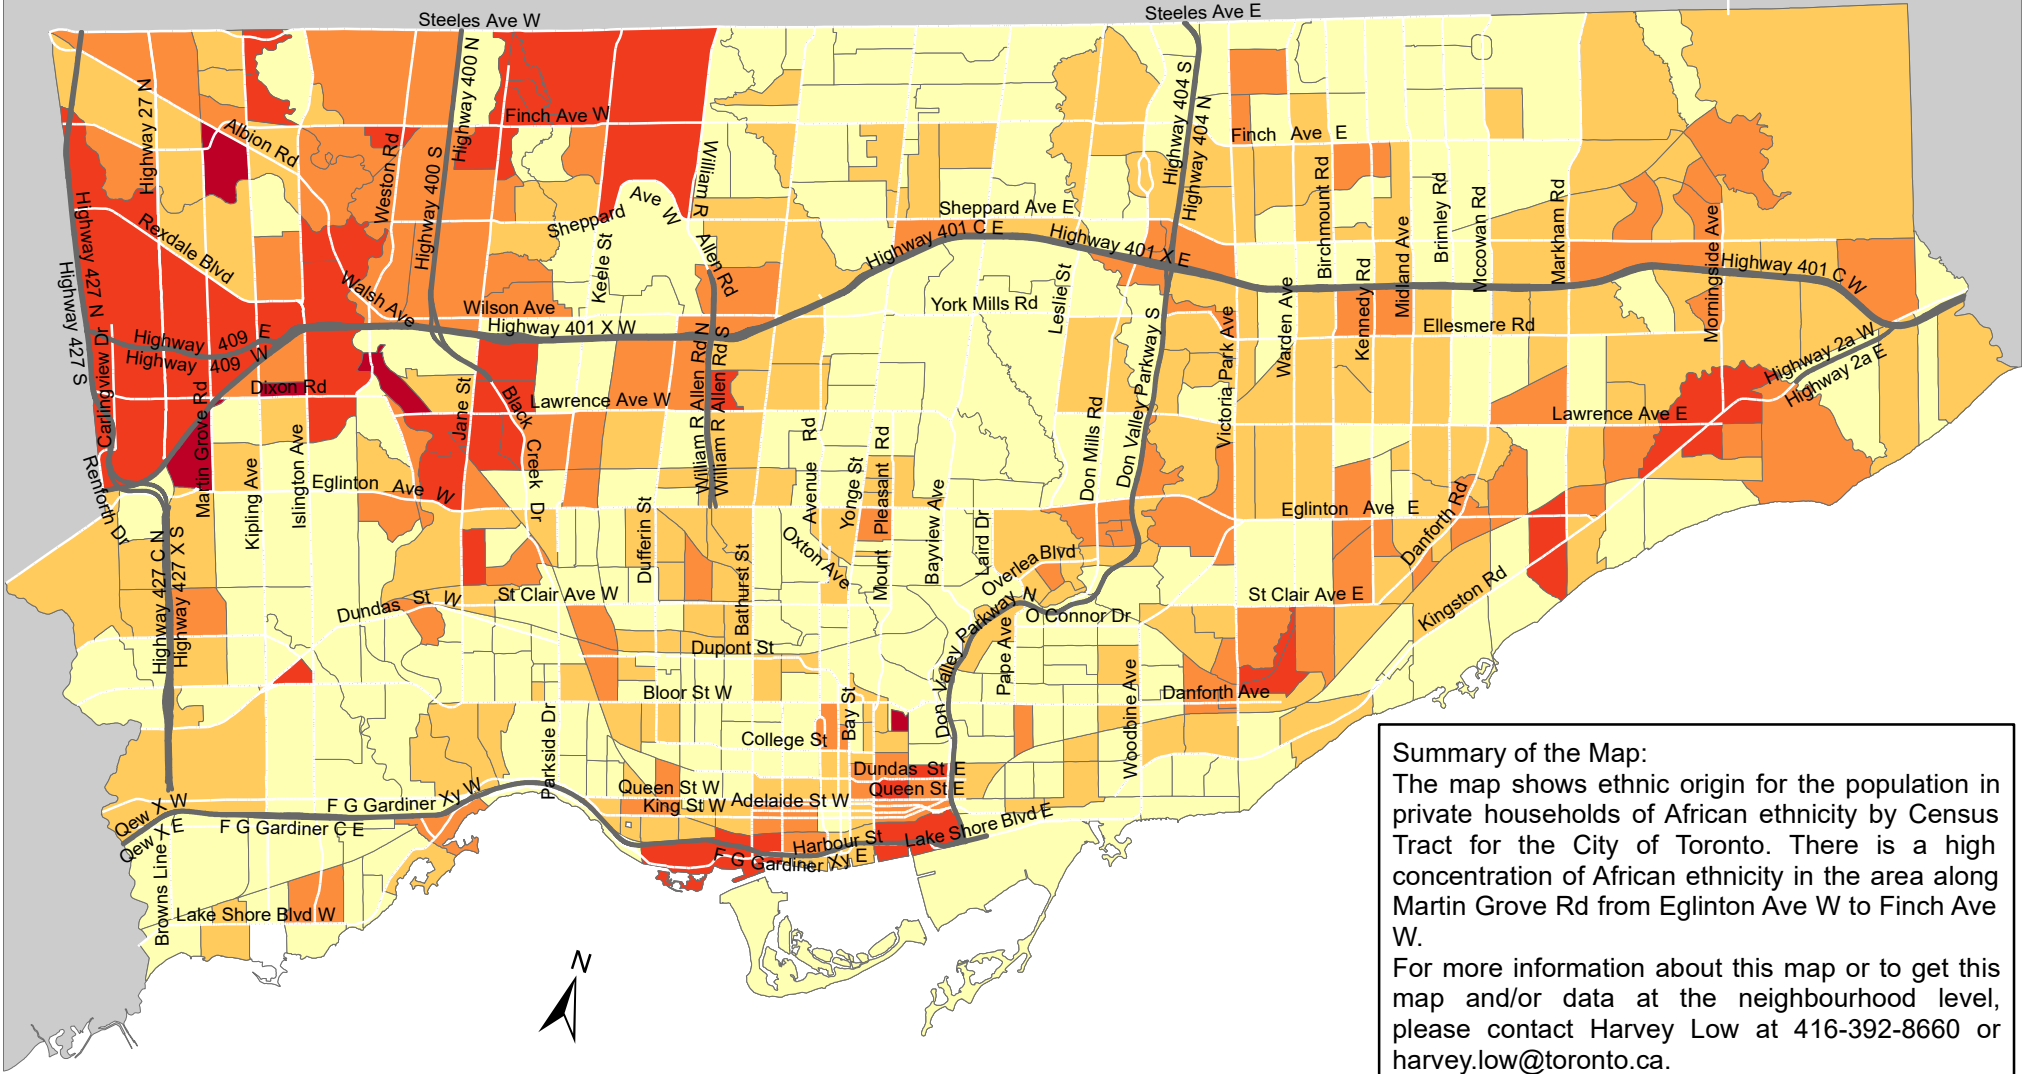 Steeles Ave W
Steeles Ave E
Highway 400 N
Highway 404 S
Highway 404 N
Highway 27 N
Finch Ave W
Finch Ave E
Albion Rd
Weston Rd
Highway 400 S
William R
Allen Rd
Sheppard Ave W
Sheppard Ave E
Birchmount Rd
Brimley Rd
Mccowan Rd
Markham Rd
Midland Ave
Morningside Ave
Kennedy Rd
Warden Ave
Highway 427 N
Highway 427 S
Rexdale Blvd
Keele St
Highway 401 C E
Highway 401 X E
Highway 401 C W
Walsh Ave
Wilson Ave
Highway 401 X W
York Mills Rd
Leslie St
Ellesmere Rd
Highway 409 E
Highway 409 W
Highway 2a W
Highway 2a E
Carlingview Dr
Dixon Rd
Martin Grove Rd
Jane St
Black Creek Dr
Lawrence Ave W
Lawrence Ave E
William R Allen Rd N
William R Allen Rd S
Don Valley Parkway S
Victoria Park Ave
Don Mills Rd
Renforth Dr
Kipling Ave
Islington Ave
Eglinton Ave W
Eglinton Ave E
Dufferin St
Avenue Rd
Yonge St
Mount Pleasant Rd
Bayview Ave
Laird Dr
Danforth Rd
Oxton Ave
Bathurst St
Overlea Blvd
Highway 427 C N
Highway 427 X S
Dundas St W
St Clair Ave W
St Clair Ave E
Kingston Rd
Don Valley Parkway N
O Connor Dr
Pape Ave
Dupont St
Woodbine Ave
Bloor St W
Danforth Ave
Bay St
Parkside Dr
College St
Dundas St E
Queen St W
Queen St E
King St W
Adelaide St W
Qew X W
Qew X E
F G Gardiner Xy W
F G Gardiner C E
Harbour St
Lake Shore Blvd E
F G Gardiner Xy E
Browns Line X E
Lake Shore Blvd W
N
Summary of the Map:
The map shows ethnic origin for the population in
private households of African ethnicity by Census
Tract for the City of Toronto. There is a high
concentration of African ethnicity in the area along
Martin Grove Rd from Eglinton Ave W to Finch Ave
W.
For more information about this map or to get this
map and/or data at the neighbourhood level,
please contact Harvey Low at 416-392-8660 or
harvey.low@toronto.ca.